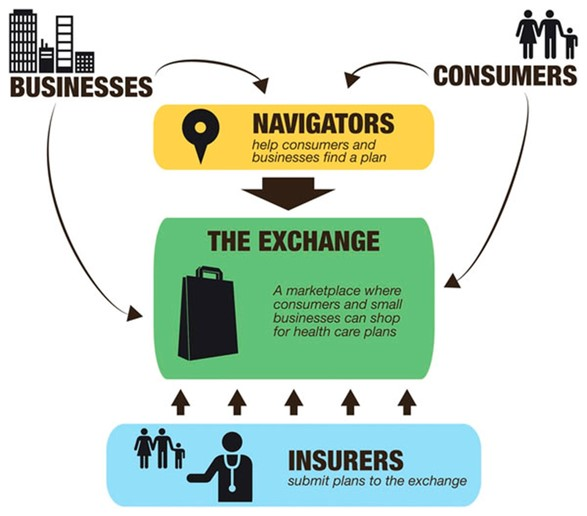 BUSINESSES
CONSUMERS
NAVIGATORS
help consumers and
businesses find a plan
THE EXCHANGE
A marketplace where
consumers and small
businesses can shop
for health care plans
INSURERS
submit plans to the exchange